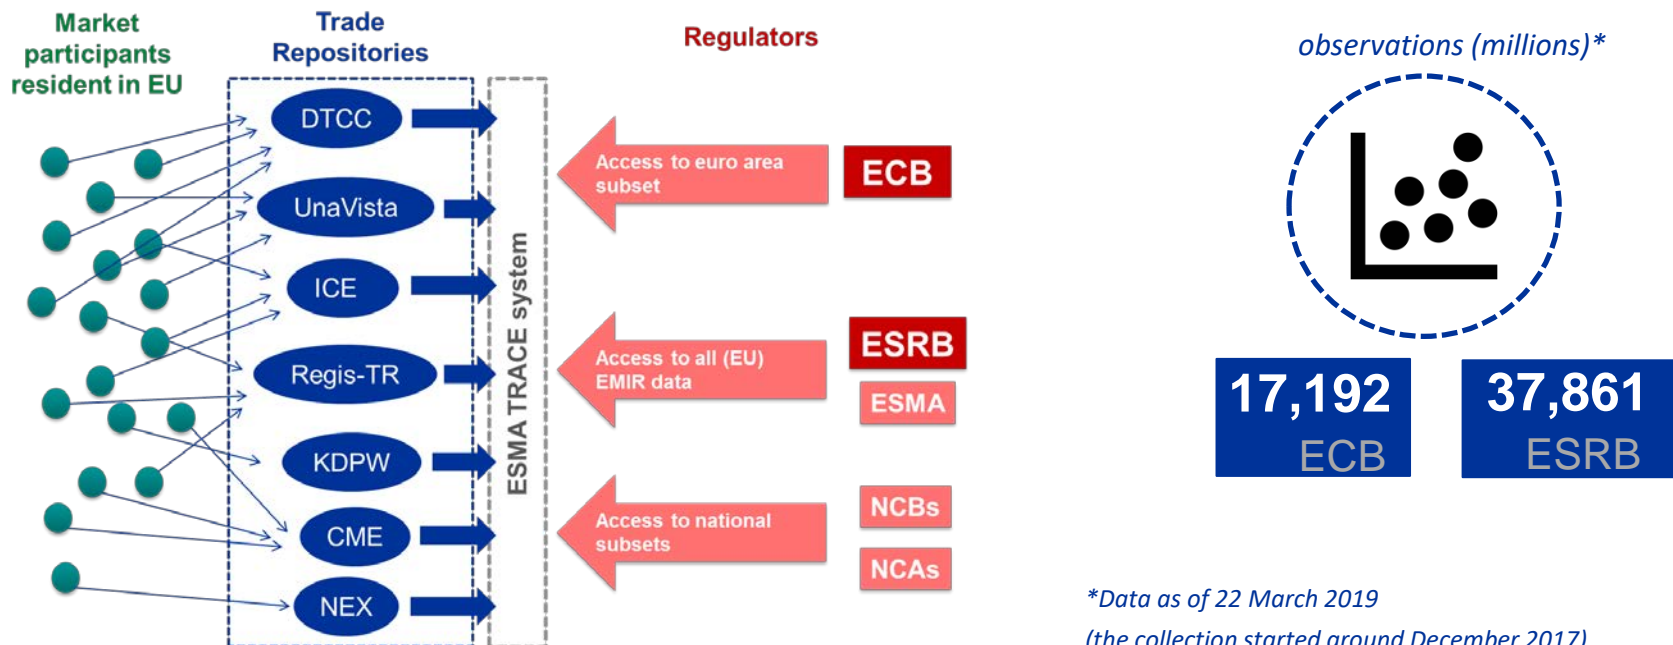 Market
participants
resident in EU
Trade
Repositories
Regulators
DTCC
UnaVista
ICE
Regis-TR
KDPW
CME
NEX
ESMA TRACE system
Access to euro area
subset
ECB
Access to all (EU)
EMIR data
ESRB
ESMA
Access to national
subsets
NCBs
NCAs
observations (millions)*
17,192
ECB
37,861
ESRB
*Data as of 22 March 2019
(the collection started around December 2017)